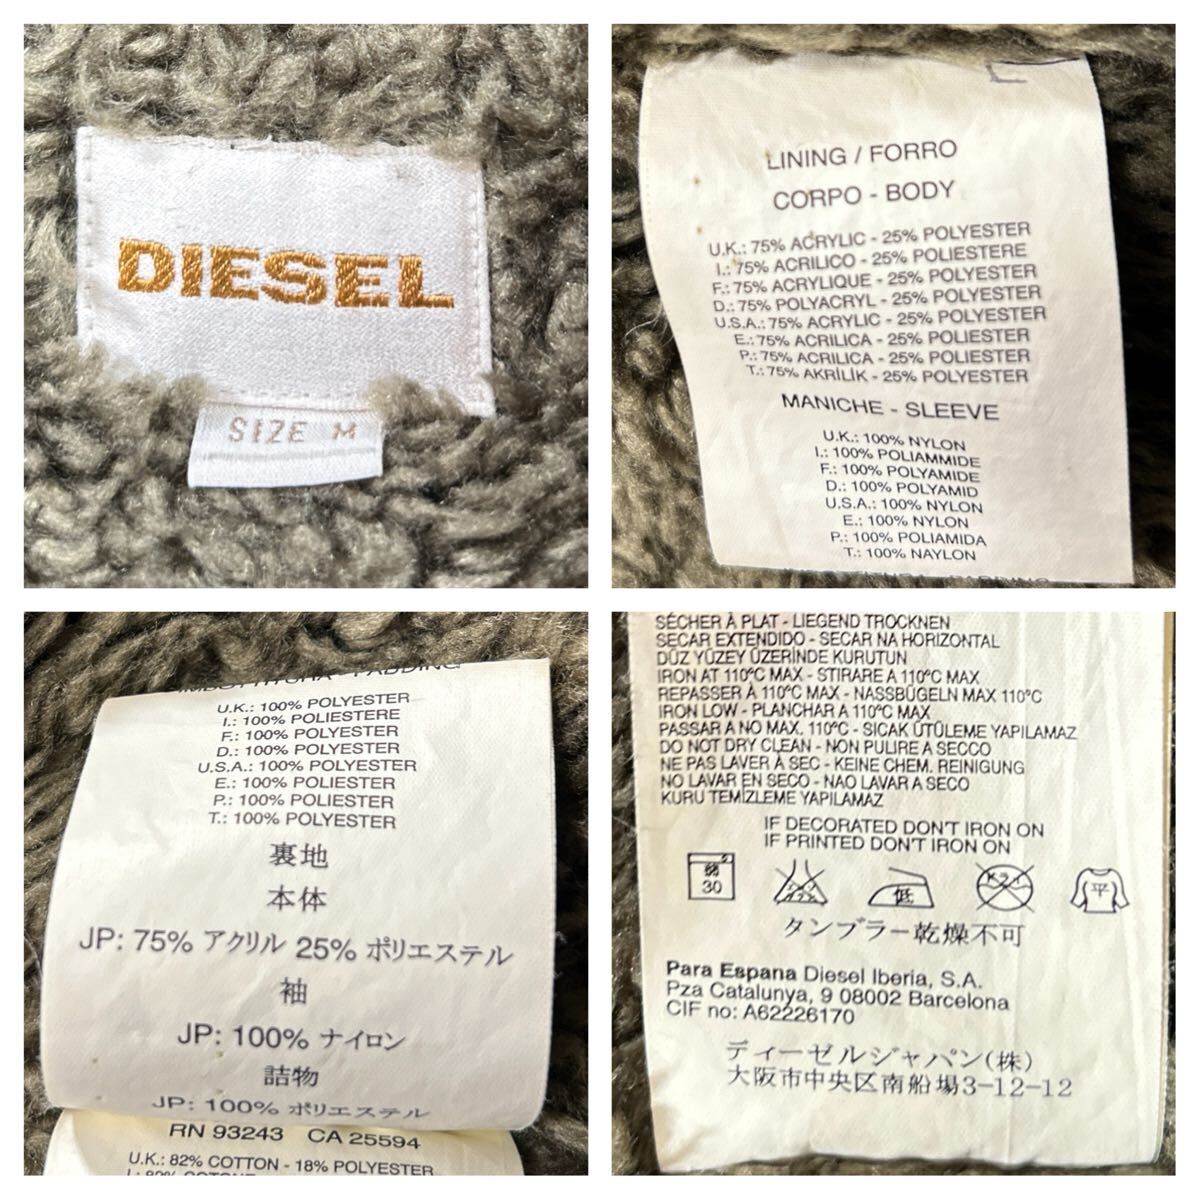 DIESEL
SIZE M
LINING / FORRO
CORPO - BODY
U.K.: 75% ACRYLIC - 25% POLYESTER
I.: 75% ACRILICO - 25% POLIESTERE
F.: 75% ACRYLIQUE - 25% POLYESTER
D.: 75% POLYACRYL - 25% POLYESTER
U.S.A.: 75% ACRYLIC - 25% POLYESTER
E.: 75% ACRILICA - 25% POLIESTER
P.: 75% ACRILICA - 25% POLIESTER
T.: 75% AKRİLİK - 25% POLYESTER
MANICHE - SLEEVE
U.K.: 100% NYLON
I.: 100% POLIAMMIDE
F.: 100% POLYAMIDE
D.: 100% POLYAMID
U.S.A.: 100% NYLON
E.: 100% NYLON
P.: 100% POLIAMIDA
T.: 100% NAYLON
IMBOTTITURA - PADDING
U.K.: 100% POLYESTER
I.: 100% POLIESTERE
F.: 100% POLYESTER
D.: 100% POLYESTER
U.S.A.: 100% POLYESTER
E.: 100% POLIESTER
P.: 100% POLIESTER
T.: 100% POLYESTER
裏地
本体
JP: 75% アクリル 25% ポリエステル
袖
JP: 100% ナイロン
詰物
JP: 100% ポリエステル
RN 93243 CA 25594
U.K.: 82% COTTON - 18% POLYESTER
SÉCHER À PLAT - LIEGEND TROCKNEN
SECAR EXTENDIDO - SECAR NA HORIZONTAL
DÜZ YÜZEY ÜZERİNDE KURUTUN
IRON AT 110°C MAX - STIRARE A 110°C MAX
REPASSER À 110°C MAX - NASSBÜGELN MAX 110°C
IRON LOW - PLANCHAR A 110°C MAX
PASSAR A NO MAX. 110°C - SICAK ÜTÜLEME YAPILAMAZ
DO NOT DRY CLEAN - NON PULIRE A SECCO
NE PAS LAVER À SEC - KEINE CHEM. REINIGUNG
NO LAVAR EN SECO - NAO LAVAR A SECO
KURU TEMİZLEME YAPILAMAZ
IF DECORATED DON'T IRON ON
IF PRINTED DON'T IRON ON
弱 30 低 ドライ 平
タンブラー乾燥不可
Para Espana Diesel Iberia, S.A.
Pza Catalunya, 9 08002 Barcelona
CIF no: A62226170
ディーゼルジャパン(株)
大阪市中央区南船場3-12-12